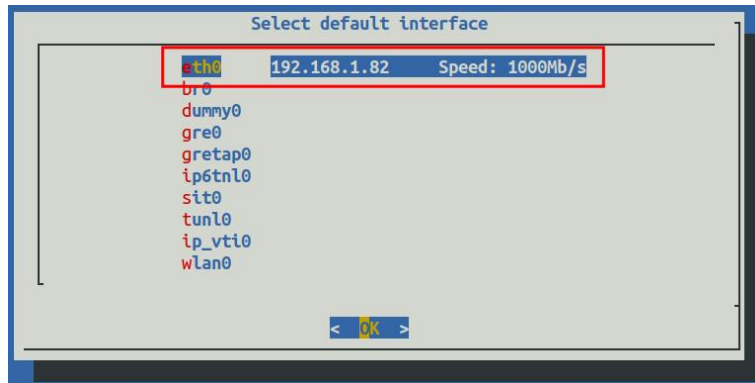 Select default interface
eth0 192.168.1.82 Speed: 1000Mb/s
br0
dummy0
gre0
gretap0
ip6tnl0
sit0
tunl0
ip_vti0
wlan0
< OK >